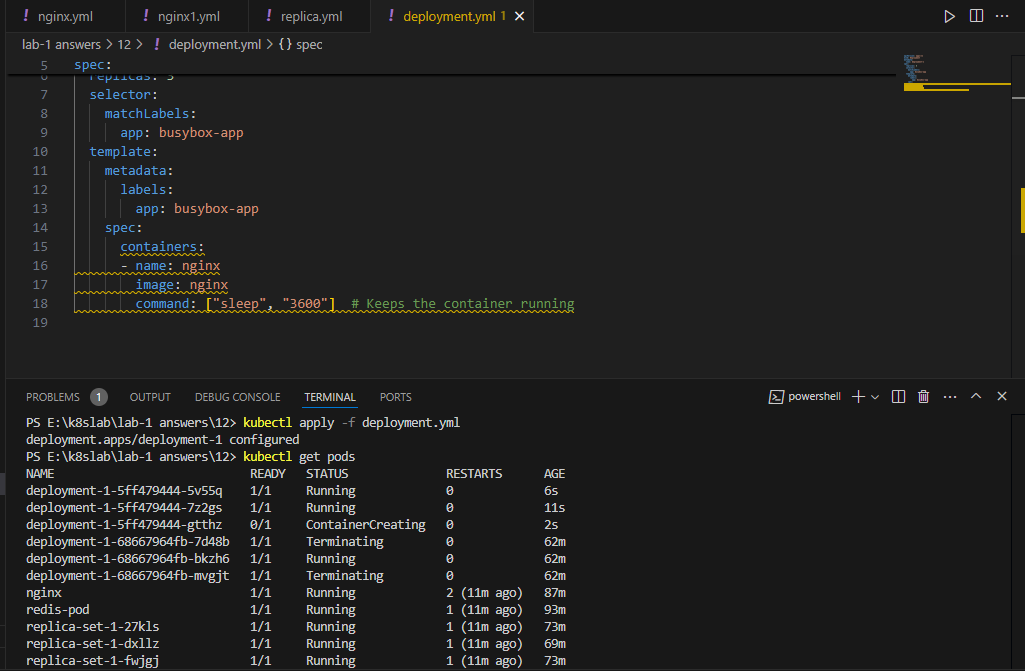 ! nginx.yml ! nginx1.yml ! replica.yml ! deployment.yml 1
lab-1 answers > 12 > ! deployment.yml > {} spec
5 spec:
6 replicas: 3
7 selector:
8 matchLabels:
9 app: busybox-app
10 template:
11 metadata:
12 labels:
13 app: busybox-app
14 spec:
15 containers:
16 - name: nginx
17 image: nginx
18 command: ["sleep", "3600"] # Keeps the container running
19
PROBLEMS 1 OUTPUT DEBUG CONSOLE TERMINAL PORTS powershell
PS E:\k8slab\lab-1 answers\12> kubectl apply -f deployment.yml
deployment.apps/deployment-1 configured
PS E:\k8slab\lab-1 answers\12> kubectl get pods
NAME READY STATUS RESTARTS AGE
deployment-1-5ff479444-5v55q 1/1 Running 0 6s
deployment-1-5ff479444-7z2gs 1/1 Running 0 11s
deployment-1-5ff479444-gtthz 0/1 ContainerCreating 0 2s
deployment-1-68667964fb-7d48b 1/1 Terminating 0 62m
deployment-1-68667964fb-bkzh6 1/1 Running 0 62m
deployment-1-68667964fb-mvgjt 1/1 Terminating 0 62m
nginx 1/1 Running 2 (11m ago) 87m
redis-pod 1/1 Running 1 (11m ago) 93m
replica-set-1-27kls 1/1 Running 1 (11m ago) 73m
replica-set-1-dxllz 1/1 Running 1 (11m ago) 69m
replica-set-1-fwjgj 1/1 Running 1 (11m ago) 73m